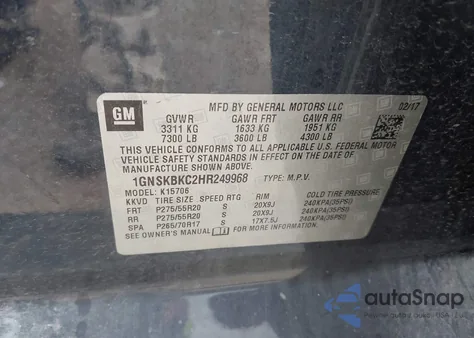 GM
MFD BY GENERAL MOTORS LLC 02/17
GVWR GAWR FRT GAWR RR
3311 KG 1633 KG 1951 KG
7300 LB 3600 LB 4300 LB
THIS VEHICLE CONFORMS TO ALL APPLICABLE U.S. FEDERAL MOTOR
VEHICLE SAFETY, BUMPER, AND THEFT PREVENTION STANDARDS IN EFFECT ON THE
DATE OF MANUFACTURE SHOWN ABOVE.
1GNSKBKC2HR249968 TYPE: M.P.V.
MODEL: K15706
KKVD TIRE SIZE SPEED RTG RIM COLD TIRE PRESSURE
FRT P275/55R20 S 20X9J 240KPA(35PSI)
RR P275/55R20 S 20X9J 240KPA(35PSI)
SPA P265/70R17 S 17X7.5J 240KPA(35PSI)
SEE OWNER'S MANUAL FOR MORE INFORMATION.
autoSnap